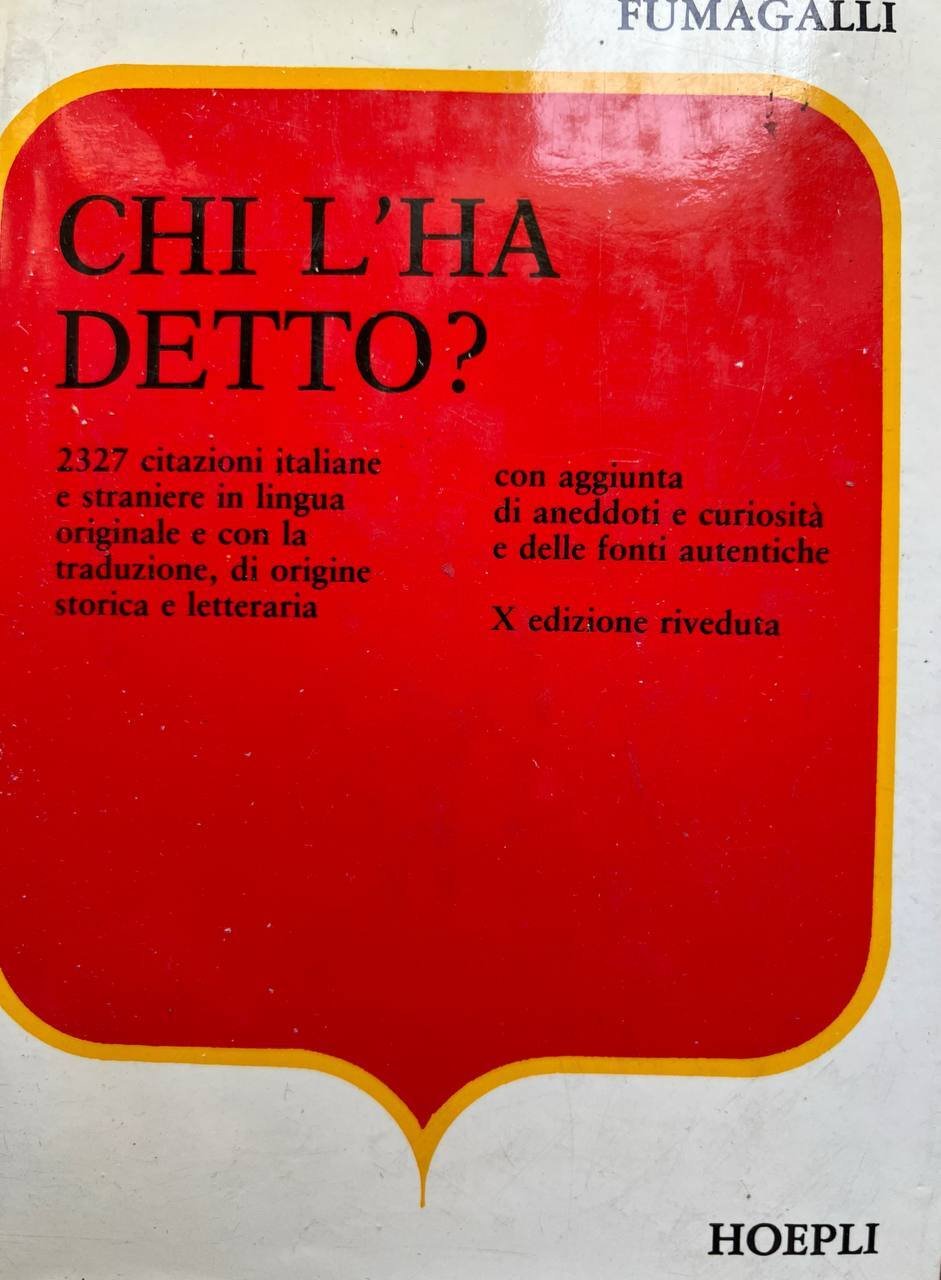 FUMAGALLI
CHI L'HA
DETTO?
2327 citazioni italiane
e straniere in lingua
originale e con la
traduzione, di origine
storica e letteraria
con aggiunta
di aneddoti e curiosità
e delle fonti autentiche
X edizione riveduta
HOEPLI